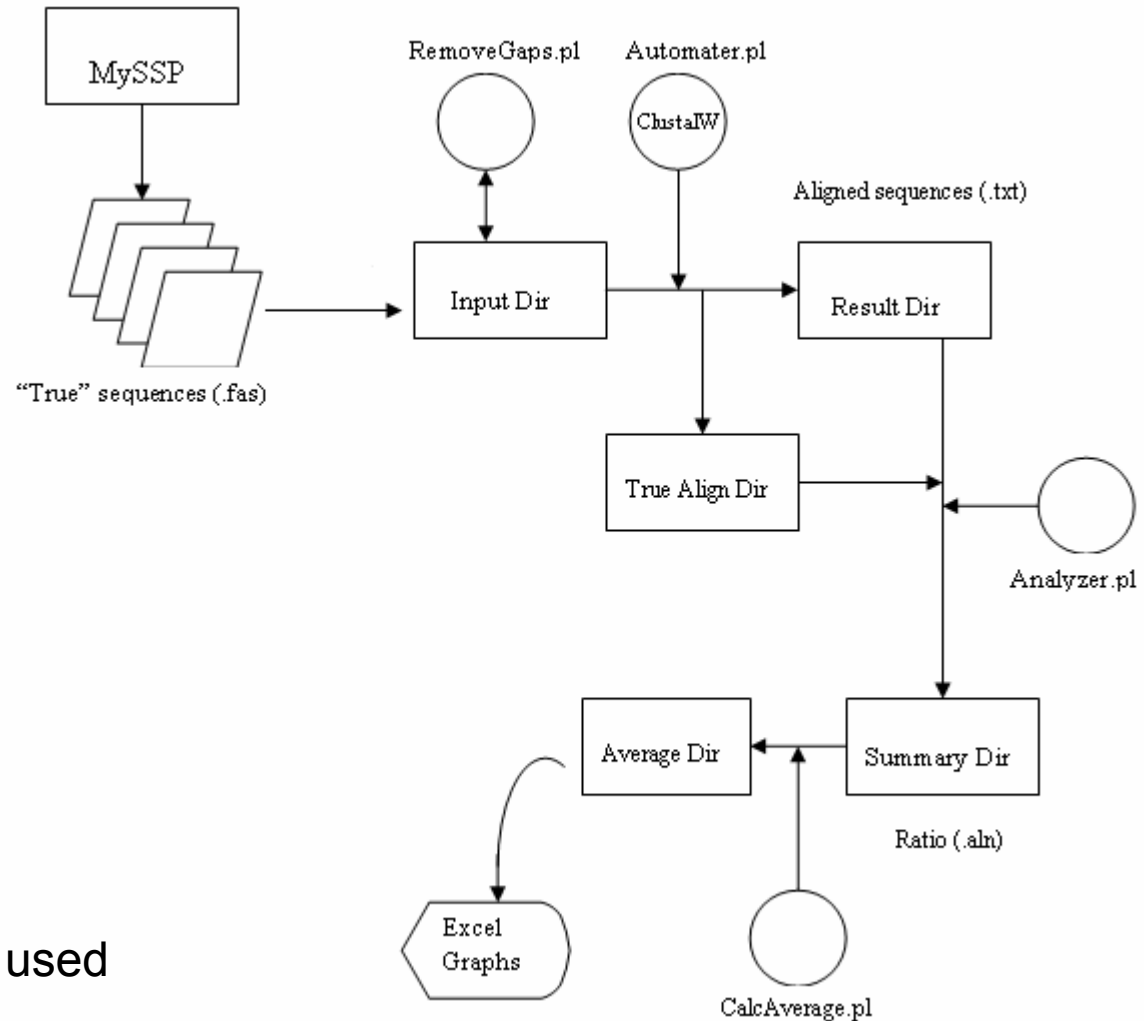 RemoveGaps.pl
Automater.pl
MySSP
ClustalW
Aligned sequences (.txt)
Input Dir
Result Dir
"True" sequences (.fas)
True Align Dir
Analyzer.pl
Average Dir
Summary Dir
Ratio (.aln)
Excel
Graphs
used
CalcAverage.pl